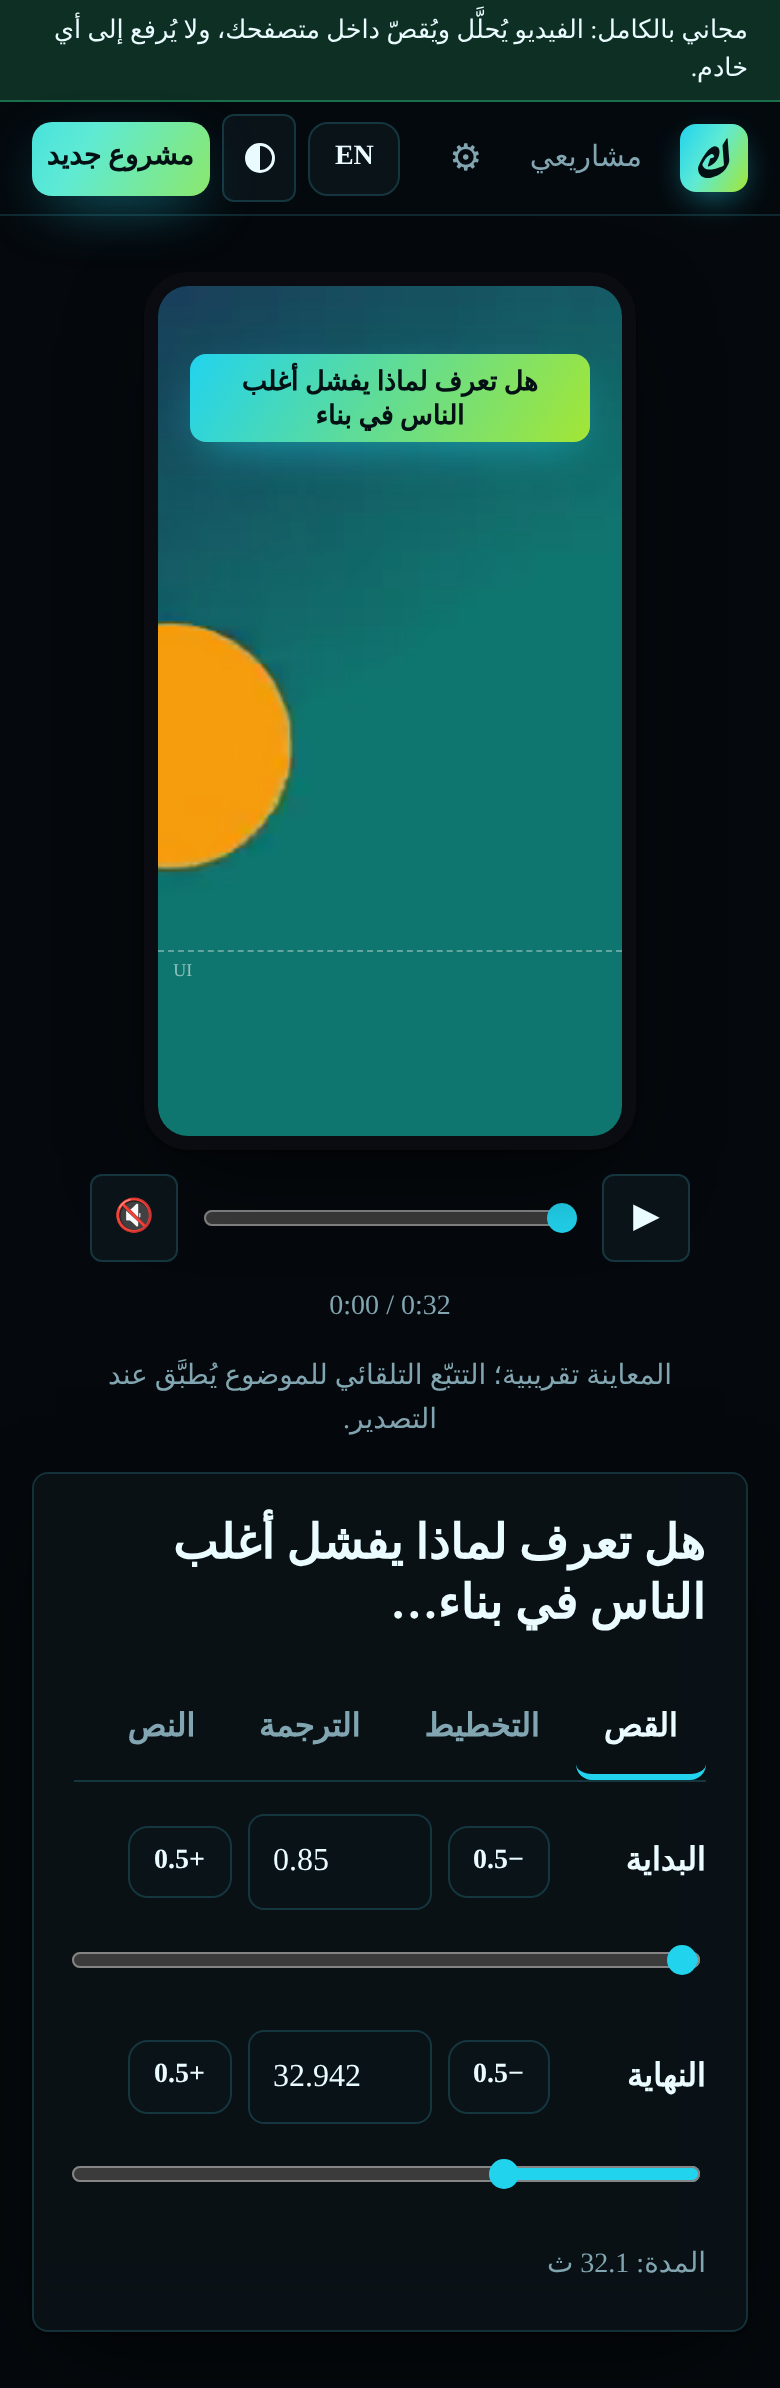 مجاني بالكامل: الفيديو يُحلَّل ويُقصّ داخل متصفحك، ولا يُرفع إلى أي
خادم.
ك
مشاريعي
EN
مشروع جديد
هل تعرف لماذا يفشل أغلب
الناس في بناء
UI
0:00 / 0:32
المعاينة تقريبية؛ التتبّع التلقائي للموضوع يُطبَّق عند
التصدير.
هل تعرف لماذا يفشل أغلب
الناس في بناء…
القص
التخطيط
الترجمة
النص
البداية
−0.5
0.85
+0.5
النهاية
−0.5
32.942
+0.5
المدة: 32.1 ث